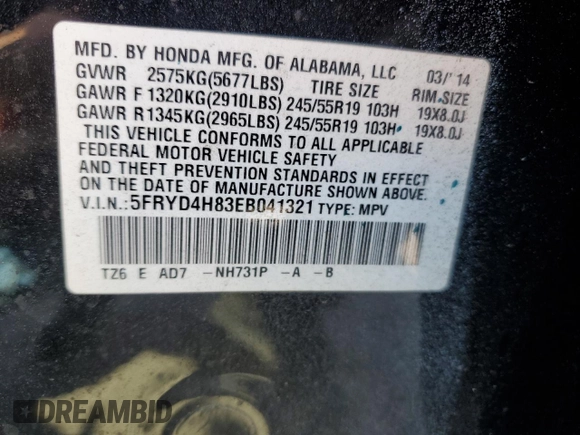 MFD. BY HONDA MFG. OF ALABAMA, LLC 03/'14
GVWR 2575KG(5677LBS) TIRE SIZE RIM SIZE
GAWR F 1320KG(2910LBS) 245/55R19 103H 19X8.0J
GAWR R 1345KG(2965LBS) 245/55R19 103H 19X8.0J
THIS VEHICLE CONFORMS TO ALL APPLICABLE
FEDERAL MOTOR VEHICLE SAFETY
AND THEFT PREVENTION STANDARDS IN EFFECT
ON THE DATE OF MANUFACTURE SHOWN ABOVE.
V.I.N.: 5FRYD4H83EB041321 TYPE: MPV
TZ6 E AD7 -NH731P -A -B
DREAMBID